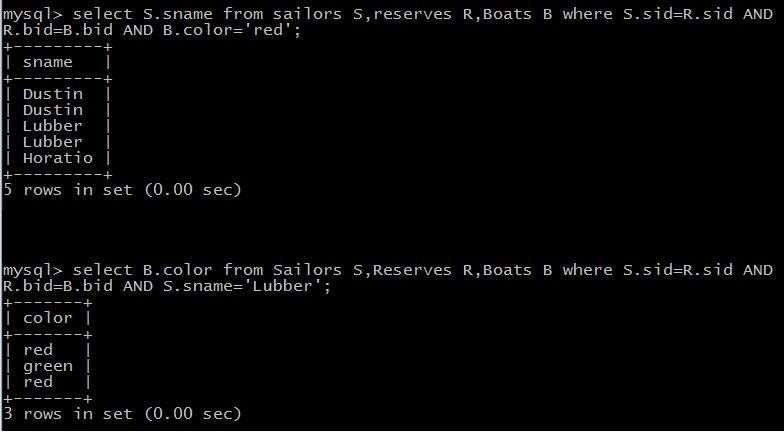 mysql> select S.sname from sailors S,reserves R,Boats B where S.sid=R.sid AND
R.bid=B.bid AND B.color='red';
+---------+
| sname   |
+---------+
| Dustin  |
| Dustin  |
| Lubber  |
| Lubber  |
| Horatio |
+---------+
5 rows in set (0.00 sec)
mysql> select B.color from Sailors S,Reserves R,Boats B where S.sid=R.sid AND
R.bid=B.bid AND S.sname='Lubber';
+-------+
| color |
+-------+
| red   |
| green |
| red   |
+-------+
3 rows in set (0.00 sec)